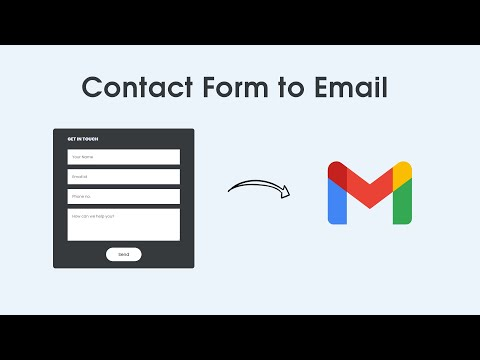 Contact Form to Email
GET IN TOUCH
Your Name
Email id
Phone no.
How can we help you?
Send